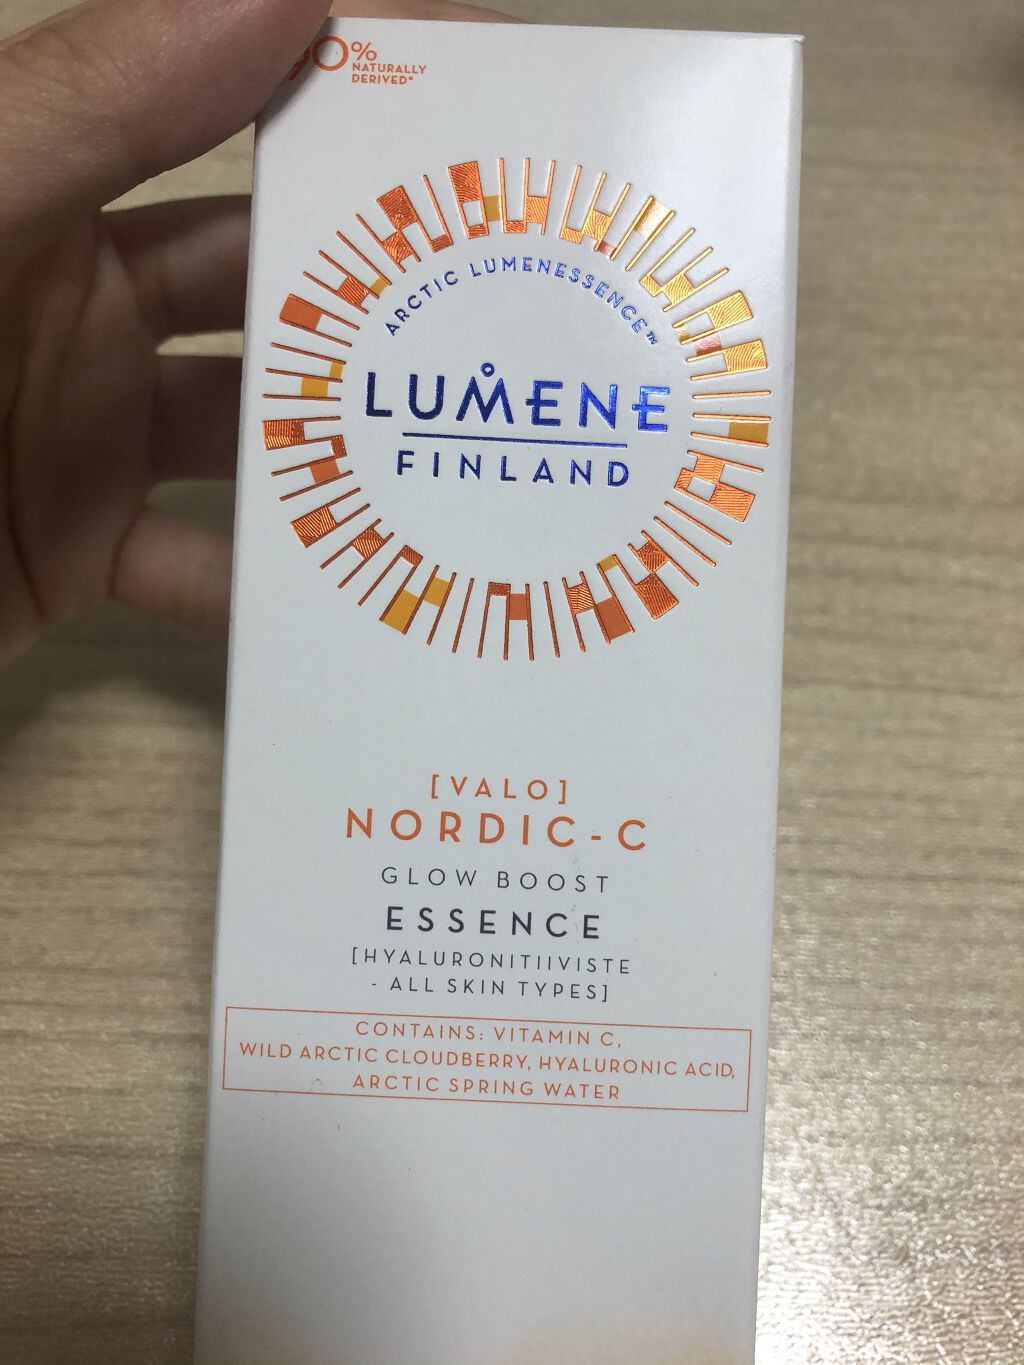 90%
NATURALLY
DERIVED*
ARCTIC LUMENESSENCE™
LUMENE
FINLAND
[VALO]
NORDIC-C
GLOW BOOST
ESSENCE
[HYALURONITIIVISTE
- ALL SKIN TYPES]
CONTAINS: VITAMIN C,
WILD ARCTIC CLOUDBERRY, HYALURONIC ACID,
ARCTIC SPRING WATER